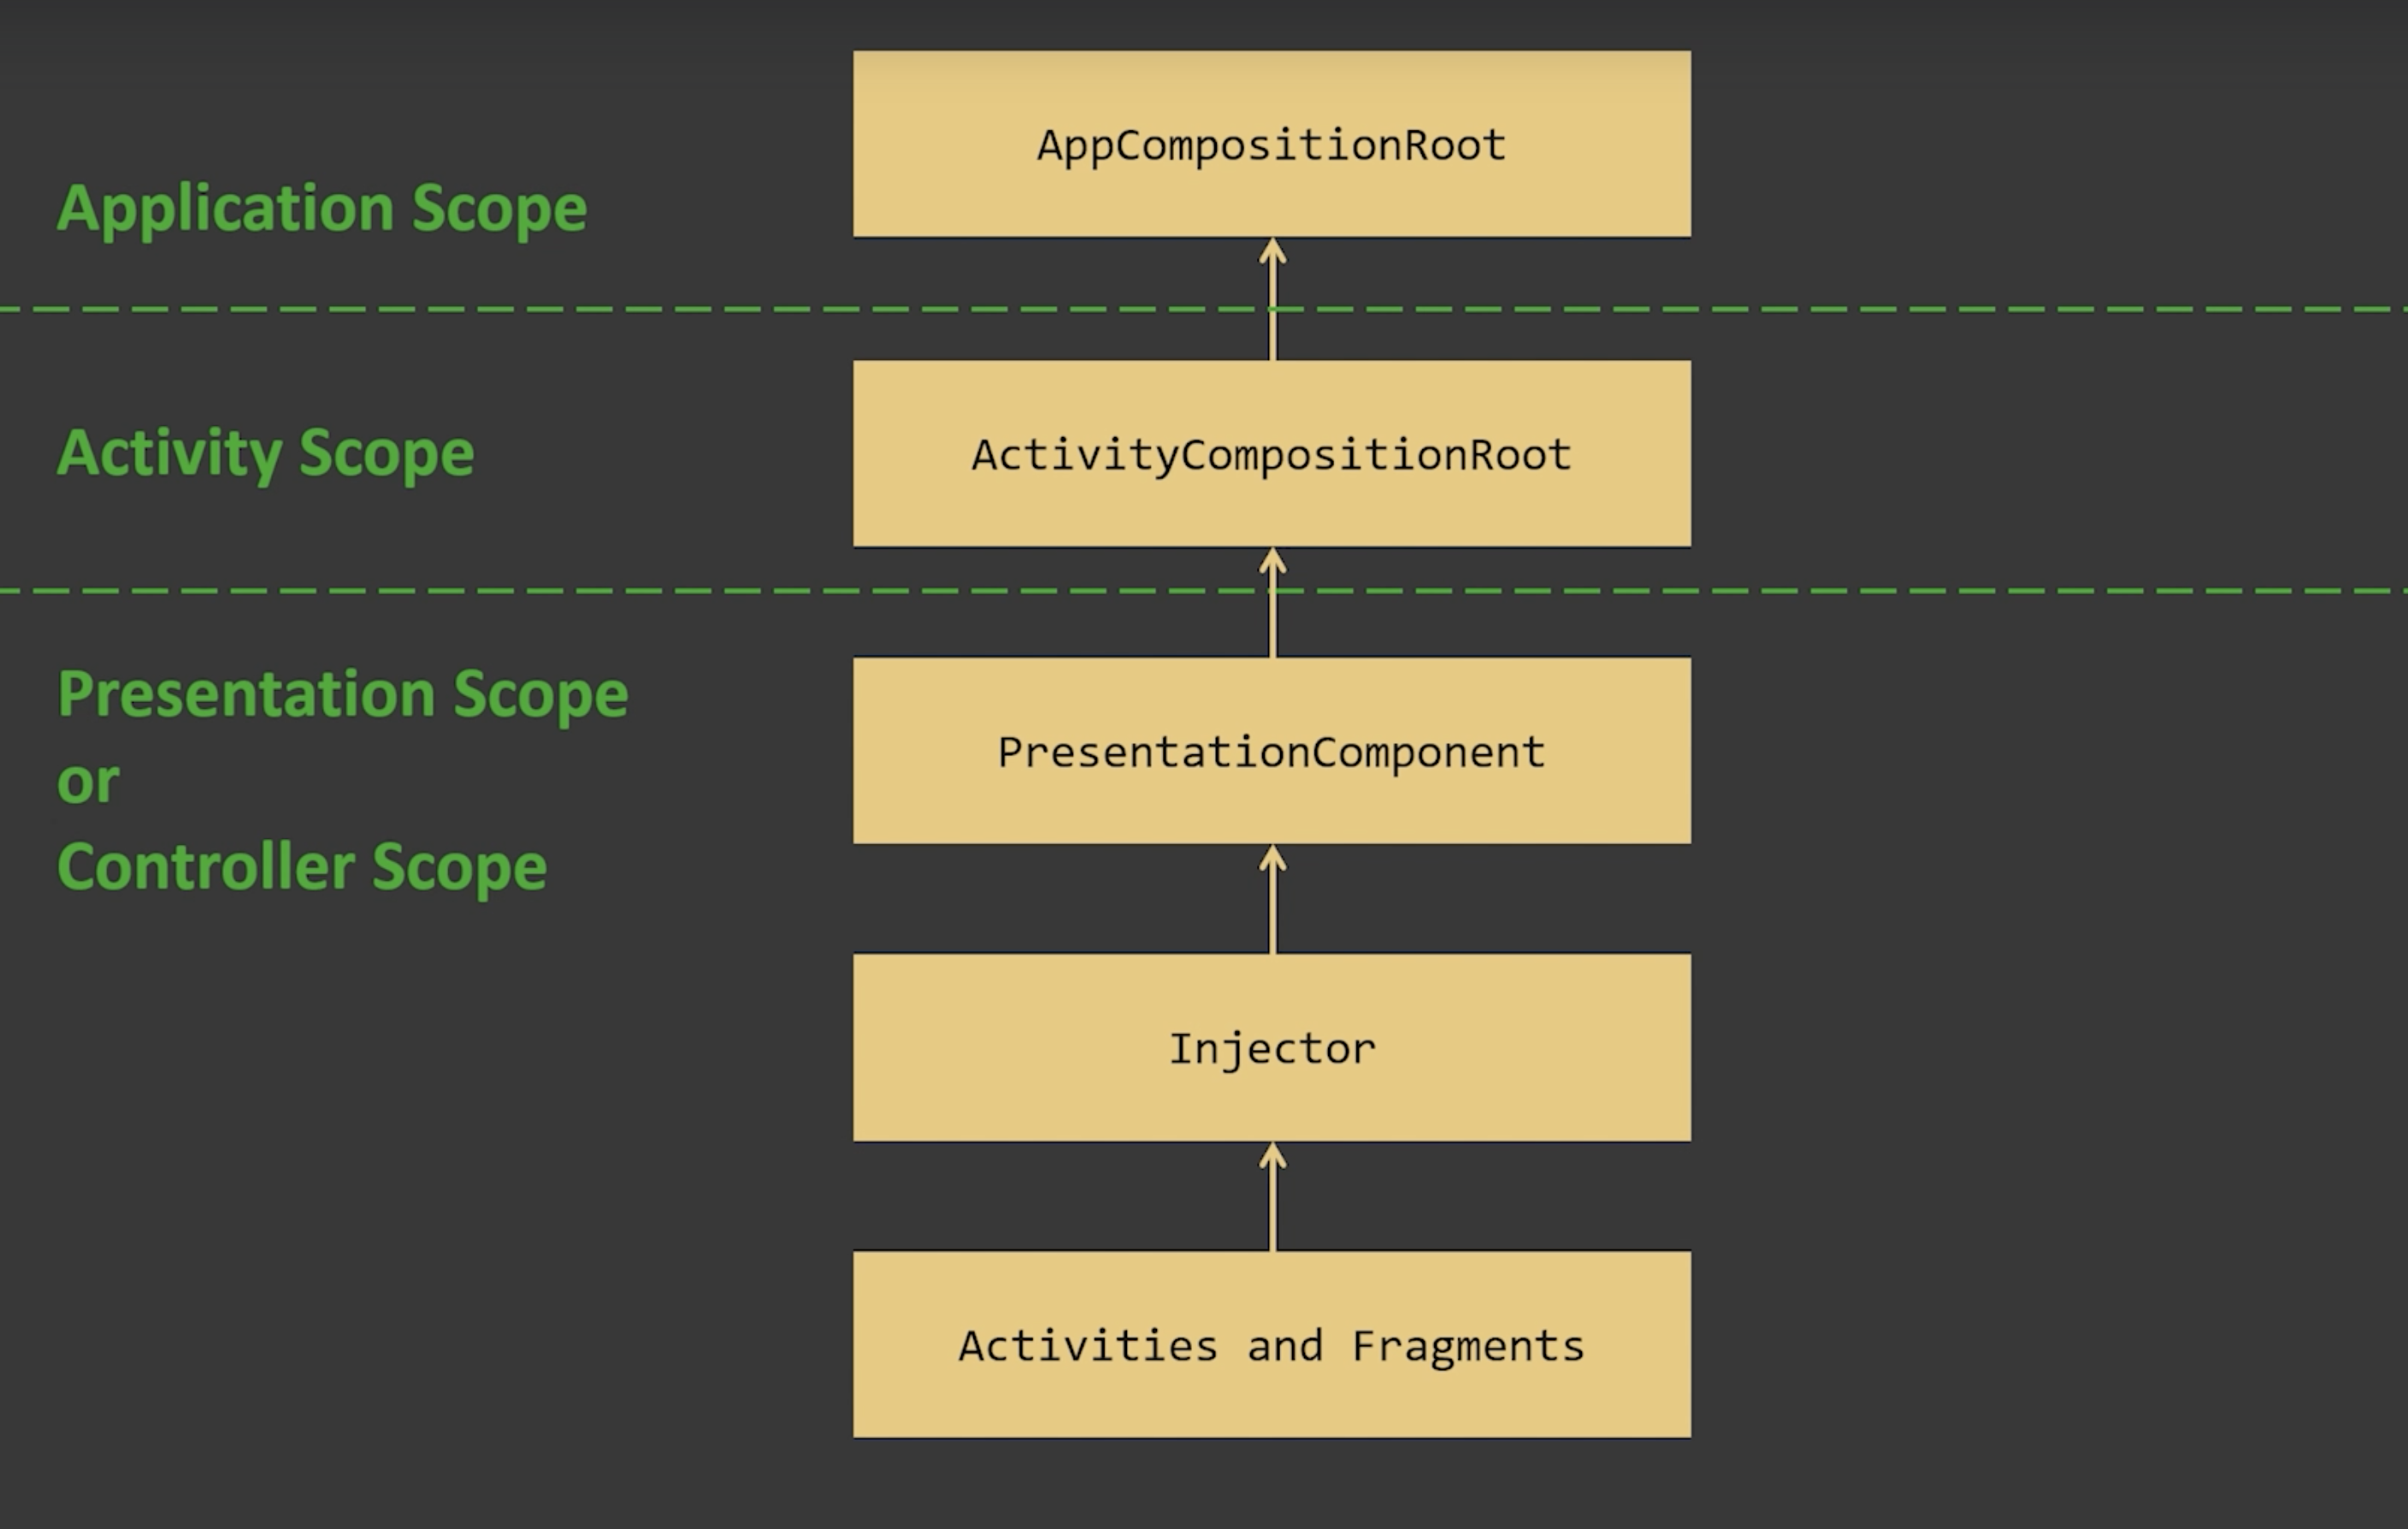 AppCompositionRoot
Application Scope
ActivityCompositionRoot
Activity Scope
PresentationComponent
Presentation Scope
or
Controller Scope
Injector
Activities and Fragments